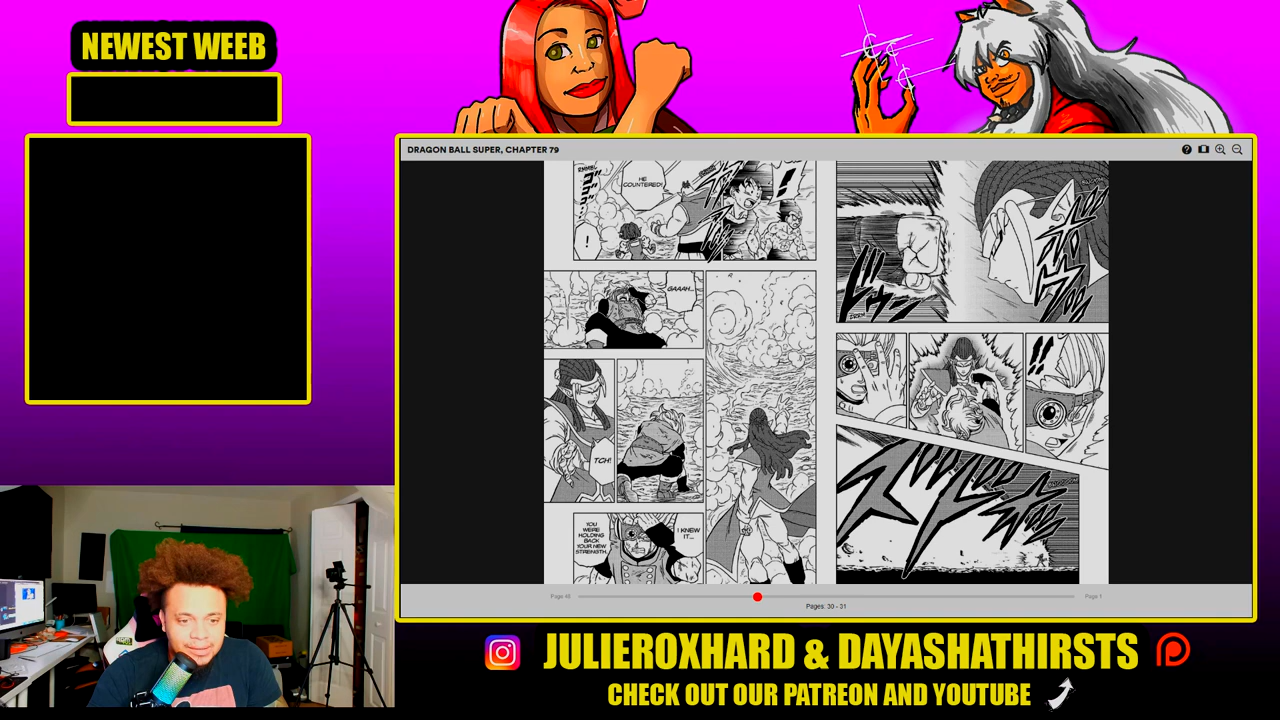 NEWEST WEEB
DRAGON BALL SUPER, CHAPTER 79
HE
COUNTERED!
!
!
GAAAH...
TCH!
YOU
WERE
HOLDING
BACK
YOUR NEW
STRENGTH.
I KNEW
IT...
!!
Page 48
Page 1
Pages: 30 - 31
JULIEROXHARD & DAYASHATHIRSTS
CHECK OUT OUR PATREON AND YOUTUBE